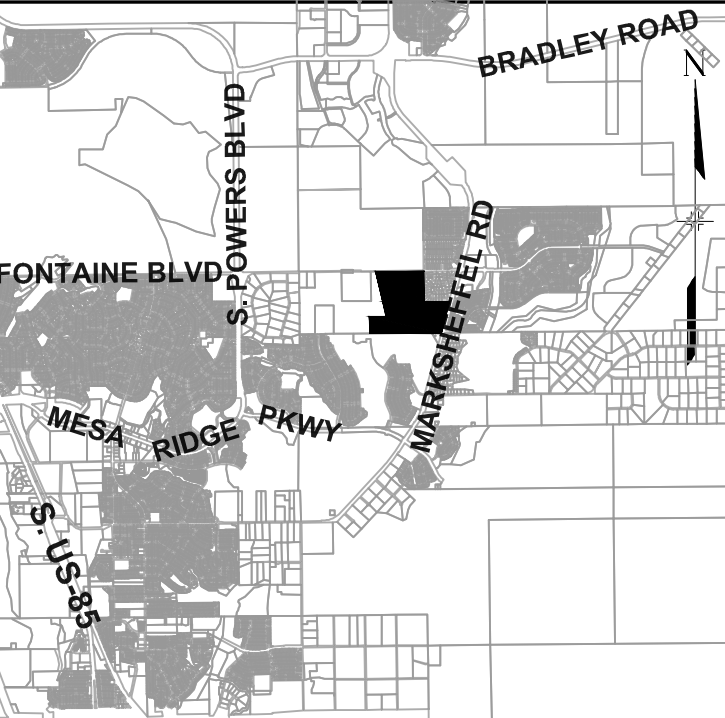 BRADLEY ROAD
N
S. POWERS BLVD
FONTAINE BLVD
MARKSHEFFEL RD
MESA RIDGE PKWY
S. US-85